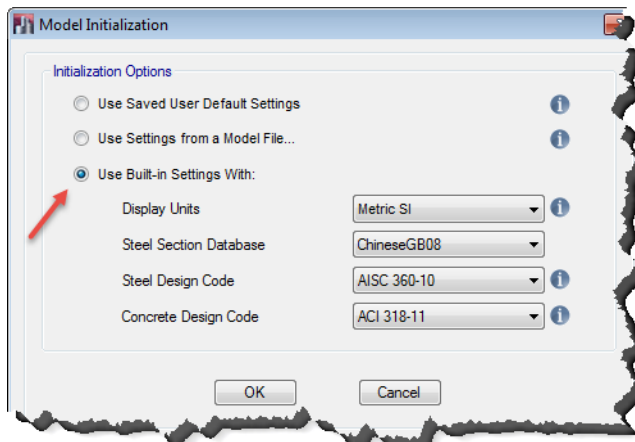 Model Initialization
Initialization Options
Use Saved User Default Settings
Use Settings from a Model File...
Use Built-in Settings With:
Display Units Metric SI
Steel Section Database ChineseGB08
Steel Design Code AISC 360-10
Concrete Design Code ACI 318-11
OK Cancel